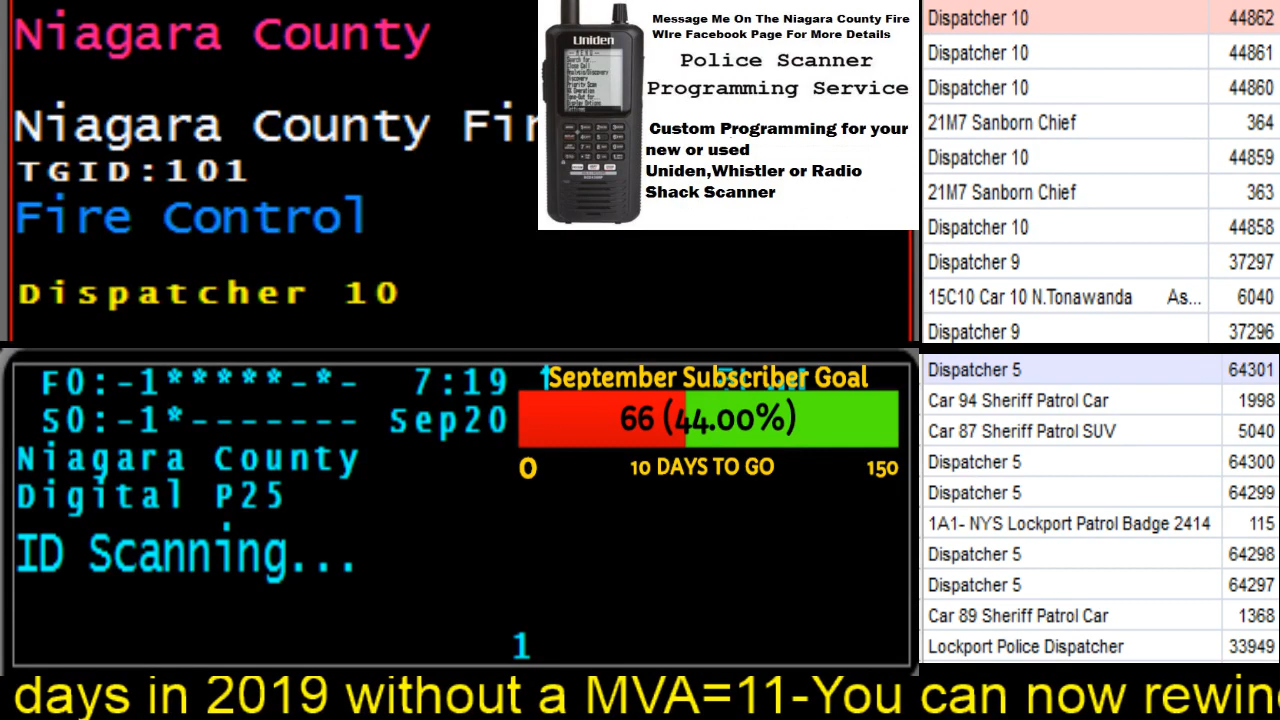 Niagara County
Niagara County Fir
TGID:101
Fire Control
Dispatcher 10
Uniden
Message Me On The Niagara County Fire
WIre Facebook Page For More Details
Police Scanner
Programming Service
Custom Programming for your
new or used
Uniden,Whistler or Radio
Shack Scanner
Dispatcher 10 44862
Dispatcher 10 44861
Dispatcher 10 44860
21M7 Sanborn Chief 364
Dispatcher 10 44859
21M7 Sanborn Chief 363
Dispatcher 10 44858
Dispatcher 9 37297
15C10 Car 10 N.Tonawanda As... 6040
Dispatcher 9 37296
F0:-1*****-*- 7:19
S0:-1*------- Sep20
Niagara County
Digital P25
ID Scanning...
1
September Subscriber Goal
66 (44.00%)
0 10 DAYS TO GO 150
Dispatcher 5 64301
Car 94 Sheriff Patrol Car 1998
Car 87 Sheriff Patrol SUV 5040
Dispatcher 5 64300
Dispatcher 5 64299
1A1- NYS Lockport Patrol Badge 2414 115
Dispatcher 5 64298
Dispatcher 5 64297
Car 89 Sheriff Patrol Car 1368
Lockport Police Dispatcher 33949
days in 2019 without a MVA=11-You can now rewin